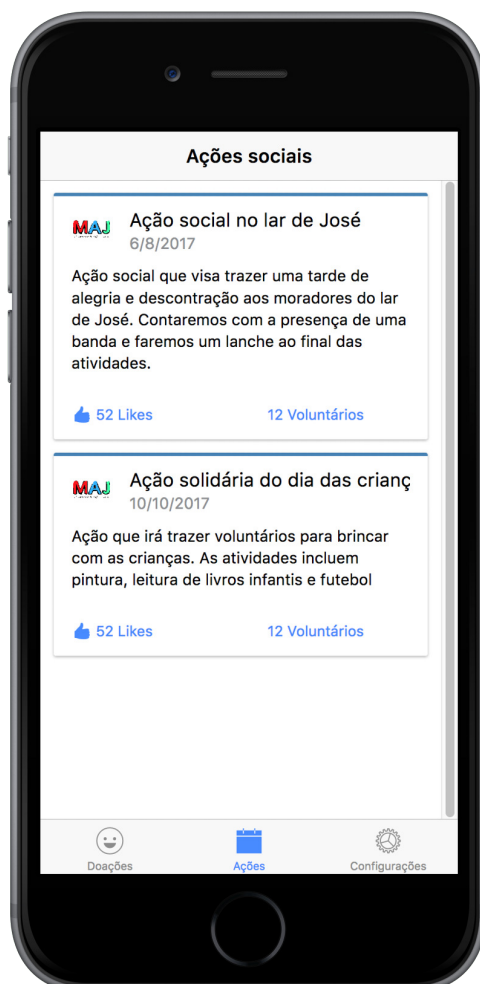 Ações sociais
MAJ
Ação social no lar de José
6/8/2017
Ação social que visa trazer uma tarde de
alegria e descontração aos moradores do lar
de José. Contaremos com a presença de uma
banda e faremos um lanche ao final das
atividades.
52 Likes
12 Voluntários
MAJ
Ação solidária do dia das crianç
10/10/2017
Ação que irá trazer voluntários para brincar
com as crianças. As atividades incluem
pintura, leitura de livros infantis e futebol
52 Likes
12 Voluntários
Doações
Ações
Configurações